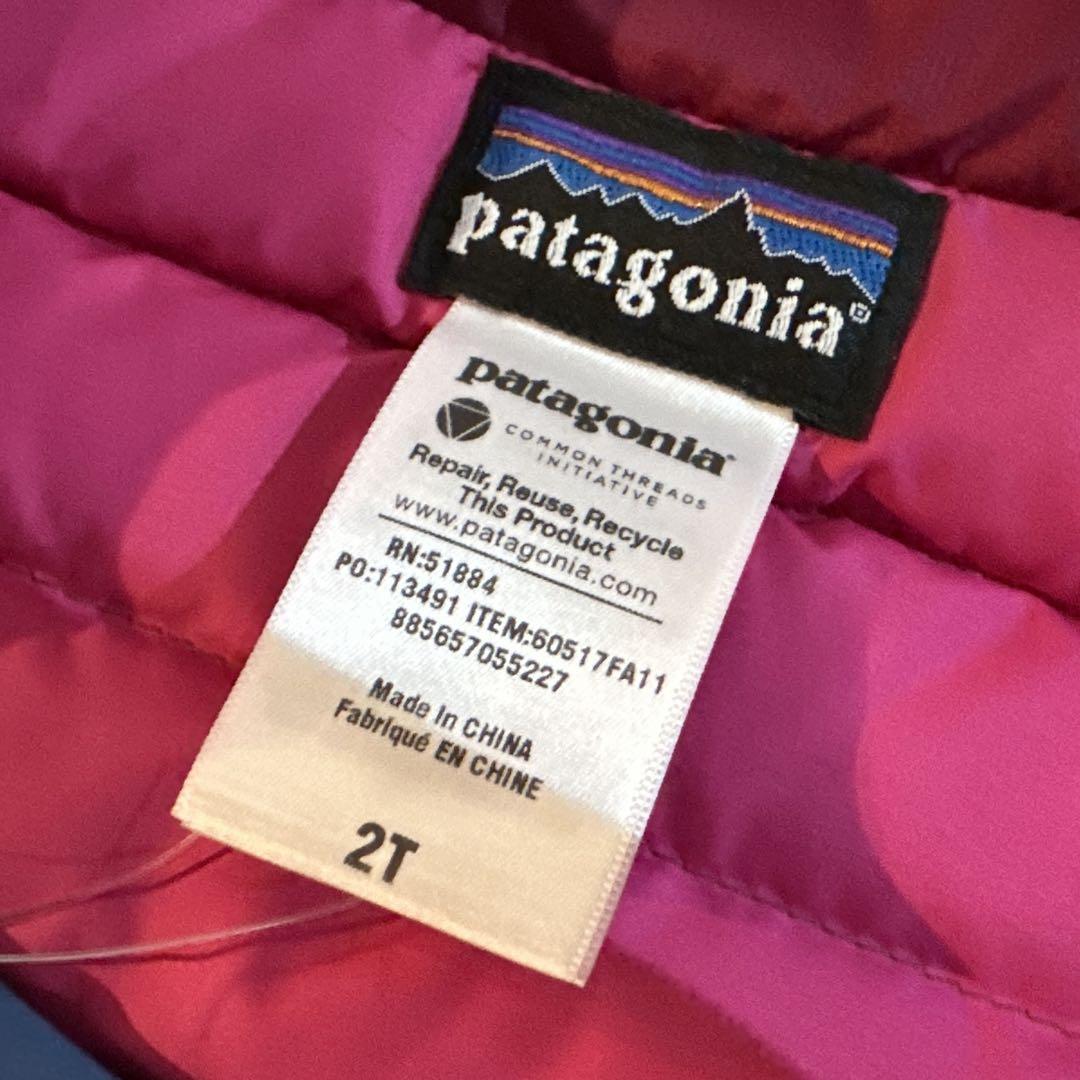 patagonia®
patagonia®
COMMON THREADS
INITIATIVE
Repair, Reuse, Recycle
This Product
www.patagonia.com
RN:51884
PO:113491 ITEM:60517FA11
885657055227
Made In CHINA
Fabriqué EN CHINE
2T